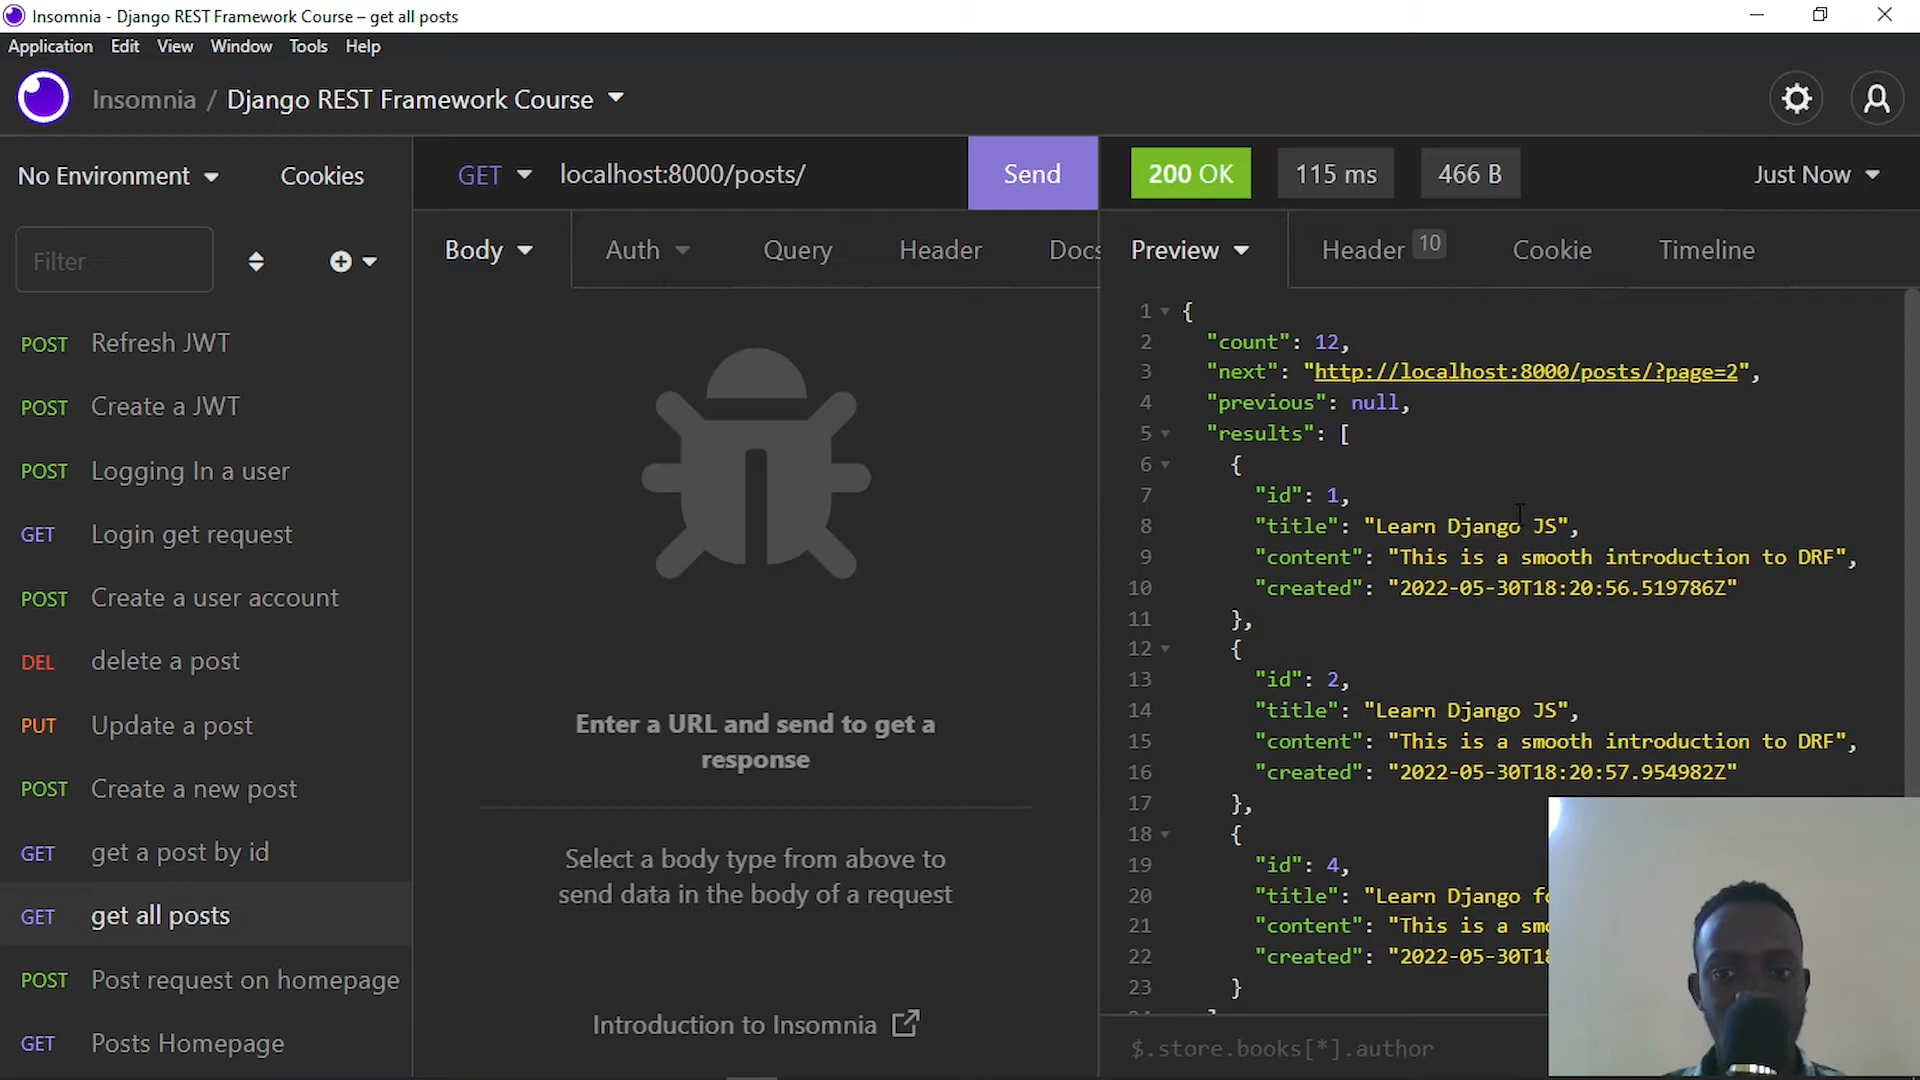 Insomnia - Django REST Framework Course – get all posts
Application Edit View Window Tools Help
Insomnia / Django REST Framework Course
No Environment Cookies
GET localhost:8000/posts/ Send
200 OK 115 ms 466 B Just Now
Filter
Body Auth Query Header Docs
Preview Header 10 Cookie Timeline
POST Refresh JWT
POST Create a JWT
POST Logging In a user
GET Login get request
POST Create a user account
DEL delete a post
PUT Update a post
POST Create a new post
GET get a post by id
GET get all posts
POST Post request on homepage
GET Posts Homepage
Enter a URL and send to get a
response
Select a body type from above to
send data in the body of a request
Introduction to Insomnia
1 {
2 "count": 12,
3 "next": "http://localhost:8000/posts/?page=2",
4 "previous": null,
5 "results": [
6 {
7 "id": 1,
8 "title": "Learn Django JS",
9 "content": "This is a smooth introduction to DRF",
10 "created": "2022-05-30T18:20:56.519786Z"
11 },
12 {
13 "id": 2,
14 "title": "Learn Django JS",
15 "content": "This is a smooth introduction to DRF",
16 "created": "2022-05-30T18:20:57.954982Z"
17 },
18 {
19 "id": 4,
20 "title": "Learn Django
21 "content": "This is a
22 "created": "2022-05-30T18
23 }
$.store.books[*].author